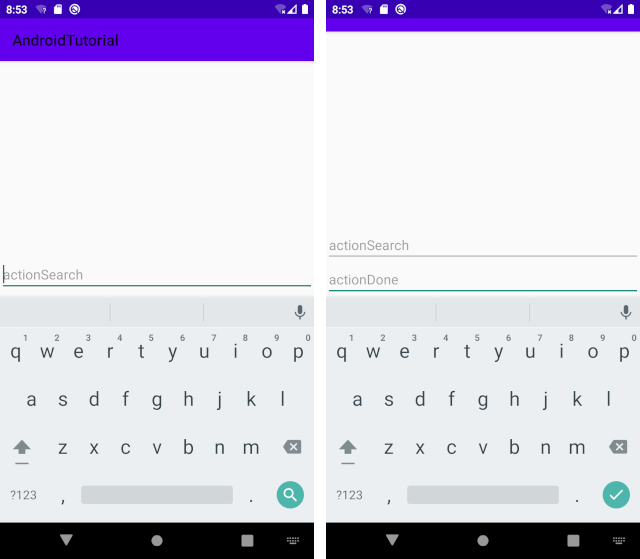 8:53
AndroidTutorial
actionSearch
1 2 3 4 5 6 7 8 9 0
q w e r t y u i o p
a s d f g h j k l
z x c v b n m
?123 , .
8:53
actionSearch
actionDone
1 2 3 4 5 6 7 8 9 0
q w e r t y u i o p
a s d f g h j k l
z x c v b n m
?123 , .